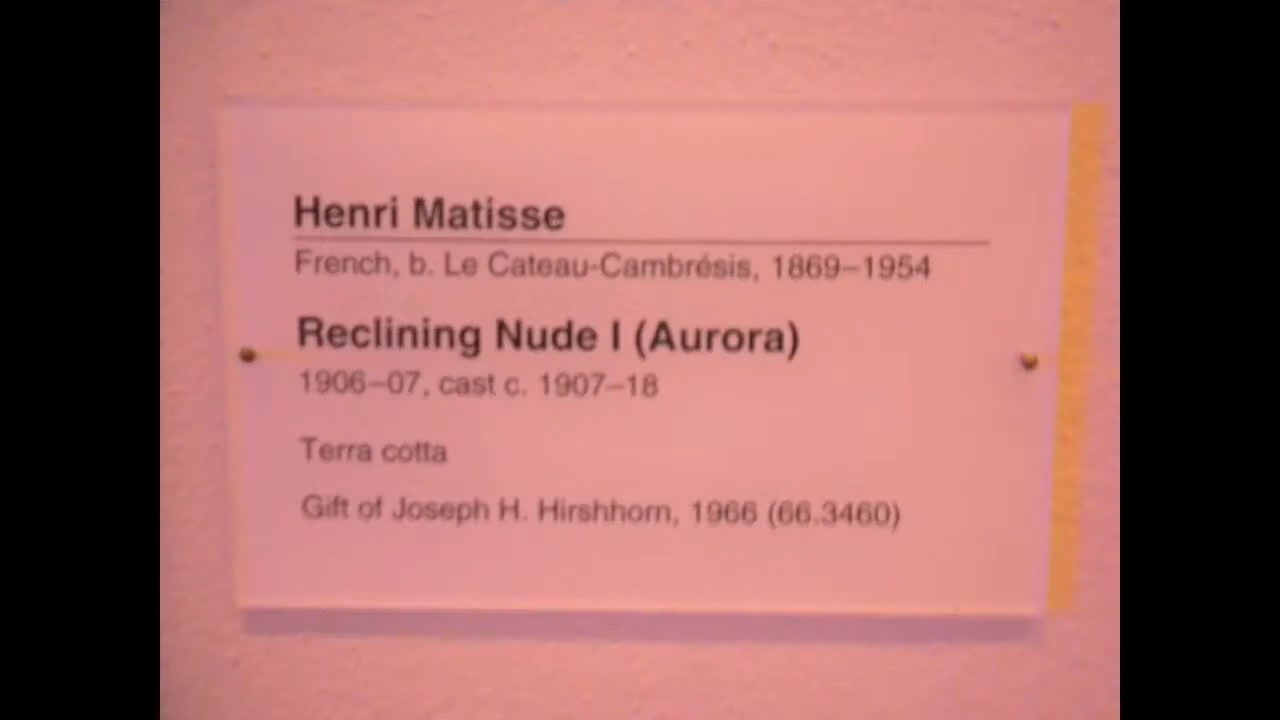 Henri Matisse
French, b. Le Cateau-Cambrésis, 1869–1954
Reclining Nude I (Aurora)
1906–07, cast c. 1907–18
Terra cotta
Gift of Joseph H. Hirshhorn, 1966 (66.3460)